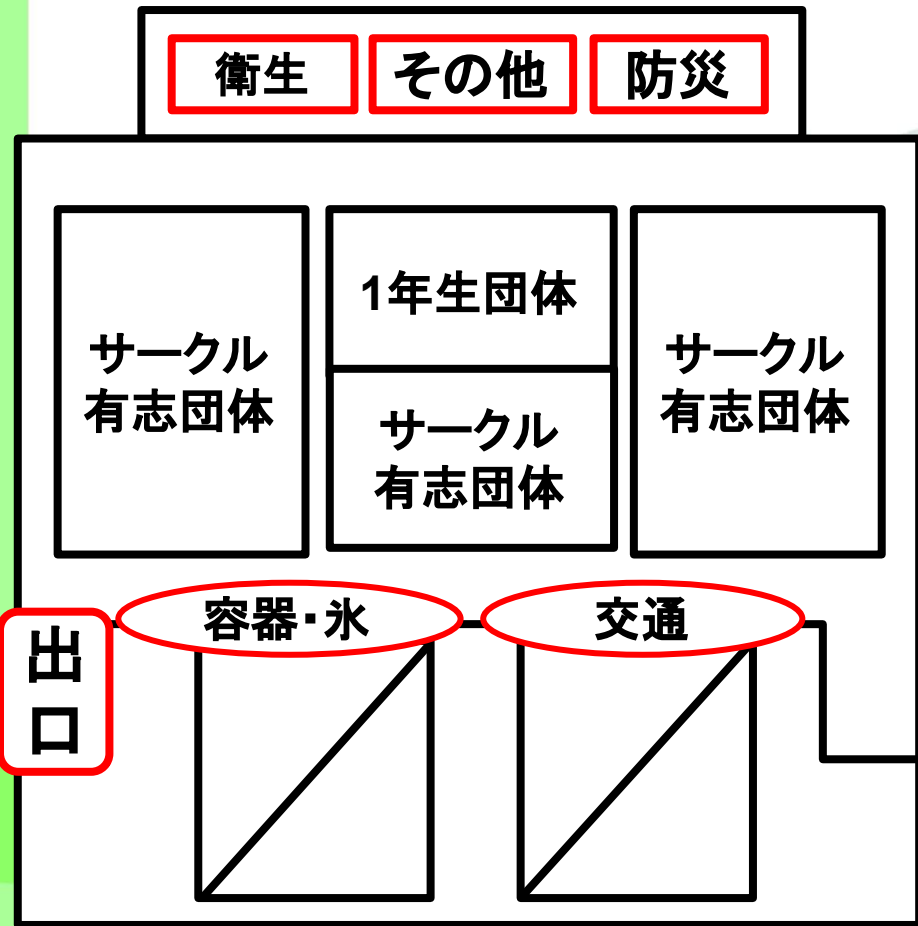 衛生
その他
防災
サークル
有志団体
1年生団体
サークル
有志団体
サークル
有志団体
容器・氷
交通
出
口